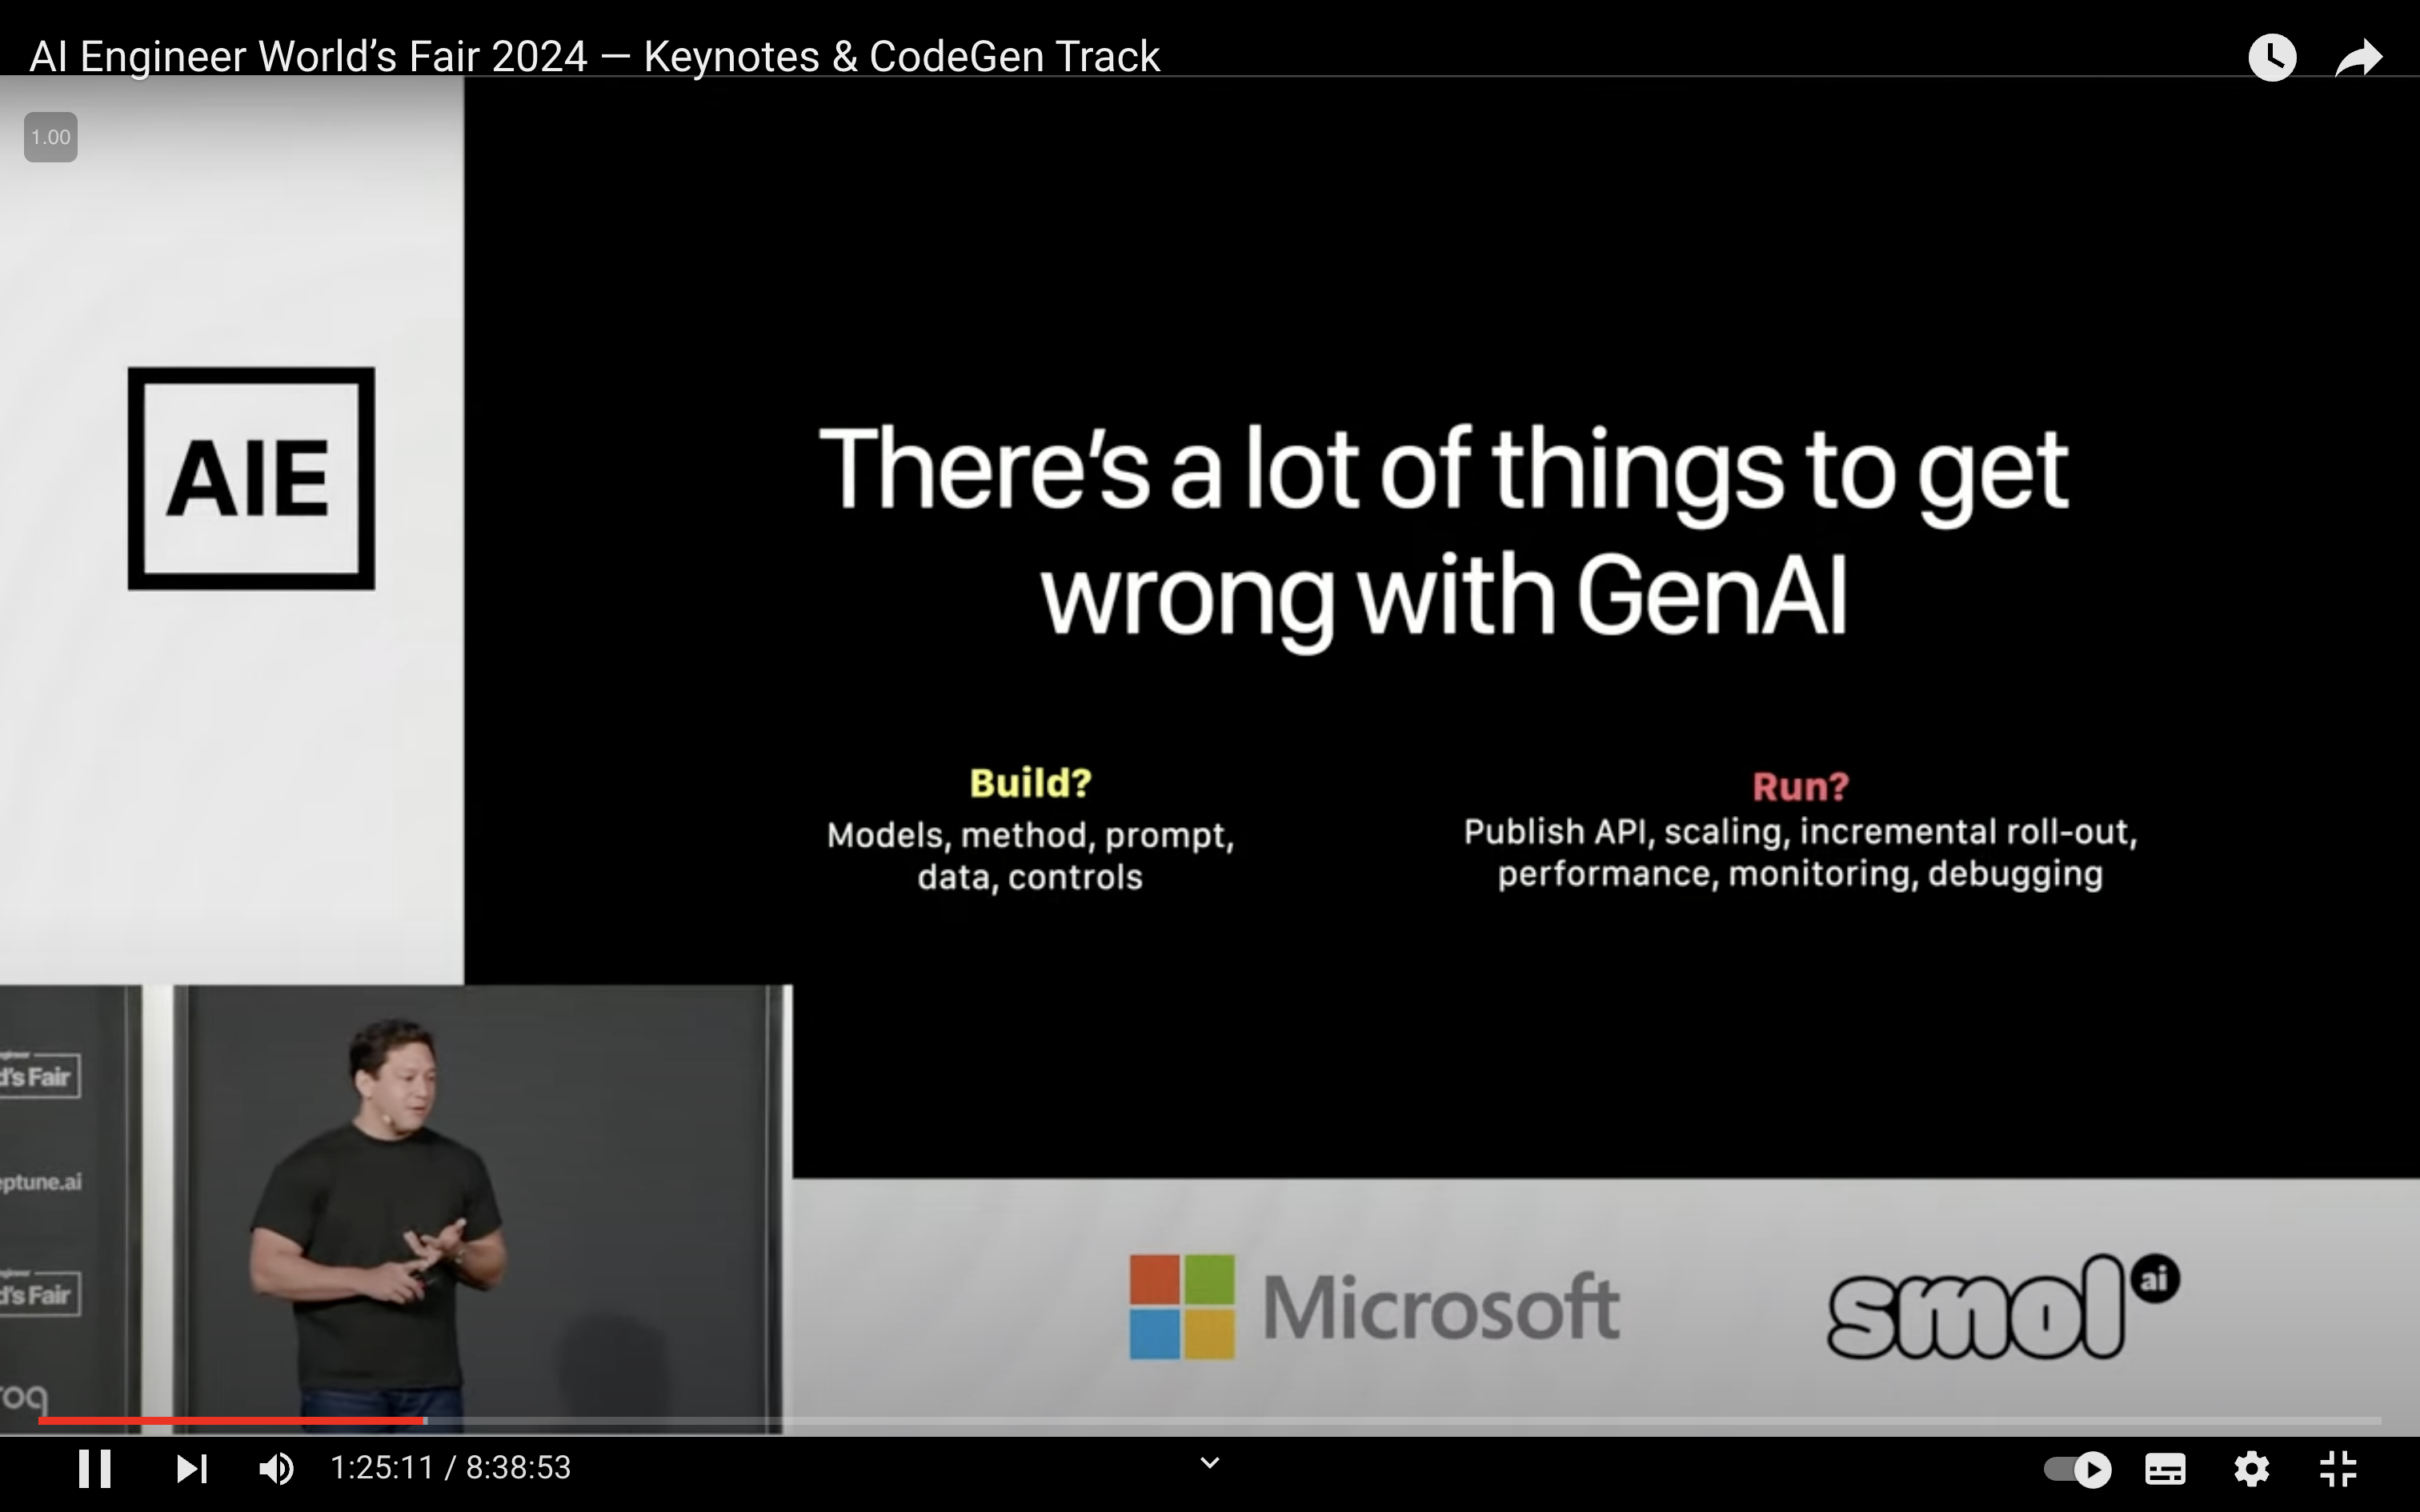 AI Engineer World’s Fair 2024 — Keynotes & CodeGen Track
1.00
AIE
There’s a lot of things to get
wrong with GenAI
Build?
Models, method, prompt,
data, controls
Run?
Publish API, scaling, incremental roll-out,
performance, monitoring, debugging
d's Fair
eptune.ai
d's Fair
roq
Microsoft
smol ai
1:25:11 / 8:38:53